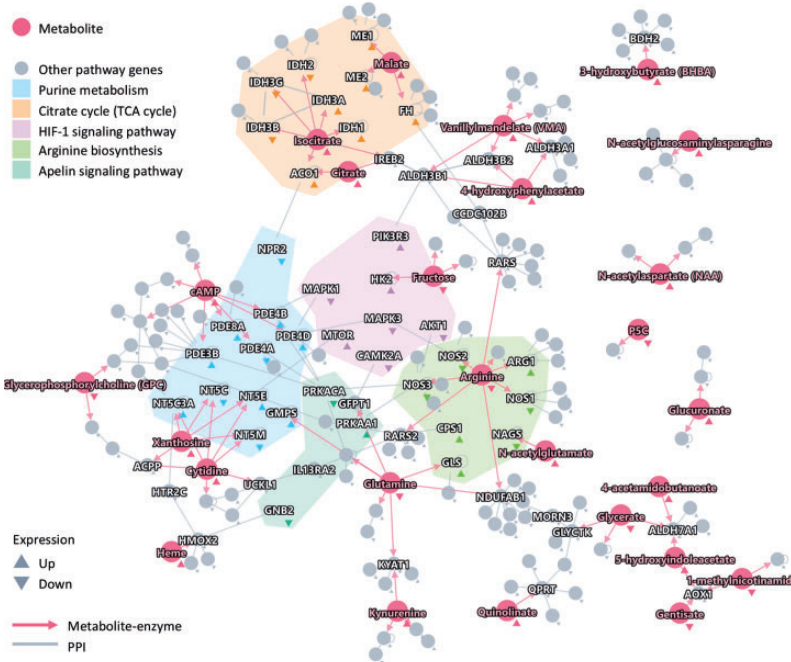 Metabolite
Other pathway genes
Purine metabolism
Citrate cycle (TCA cycle)
HIF-1 signaling pathway
Arginine biosynthesis
Apelin signaling pathway
ME1
IDH2
Malate
IDH3G
ME2
IDH3A
FH
IDH3B
IDH1
Isocitrate
IREB2
ACO1
Citrate
BDH2
3-hydroxybutyrate (BHBA)
Vanillylmandelate (VMA)
N-acetylglucosaminylasparagine
ALDH3B2
ALDH3A1
ALDH3B1
4-hydroxyphenylacetate
CCDC102B
NPR2
PIK3R3
RARS
cAMP
HK2
Fructose
N-acetylaspartate (NAA)
MAPK1
PDE4B
PDE8A
MAPK3
AKT1
PDE4D
MTOR
P5C
PDE3B
PDE4A
CAMK2A
NOS2
ARG1
Arginine
Glycerophosphorylcholine (GPC)
NT5C
NT5E
PRKACA
NOS3
NT5C3A
GFPT1
NOS1
GMPS
Glucuronate
PRKAA1
CPS1
Xanthosine
NT5M
RARS2
NAGS
N-acetylglutamate
ACPP
Cytidine
IL13RA2
GLS
UCKL1
Glutamine
HTR2C
NDUFAB1
4-acetamidobutanoate
GNB2
MORN3
Glycerate
GLYCTK
ALDH7A1
Heme
HMOX2
KYAT1
5-hydroxyindoleacetate
QPRT
1-methylnicotinamid
AOX1
Kynurenine
Quinolinate
Gentisate
Expression
Up
Down
Metabolite-enzyme
PPI